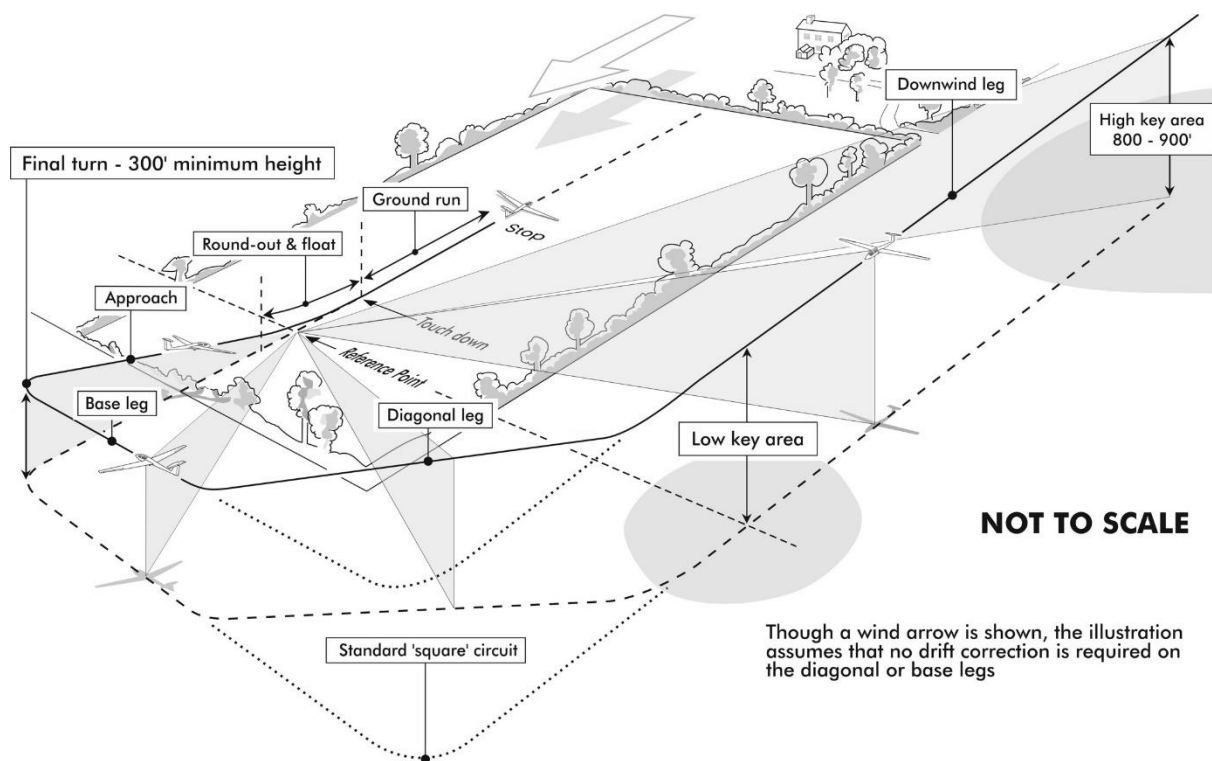 Downwind leg
High key area
800 - 900'
Final turn - 300' minimum height
Ground run
Stop
Round-out & float
Approach
Touch down
Reference Point
Base leg
Diagonal leg
Low key area
NOT TO SCALE
Standard 'square' circuit
Though a wind arrow is shown, the illustration
assumes that no drift correction is required on
the diagonal or base legs